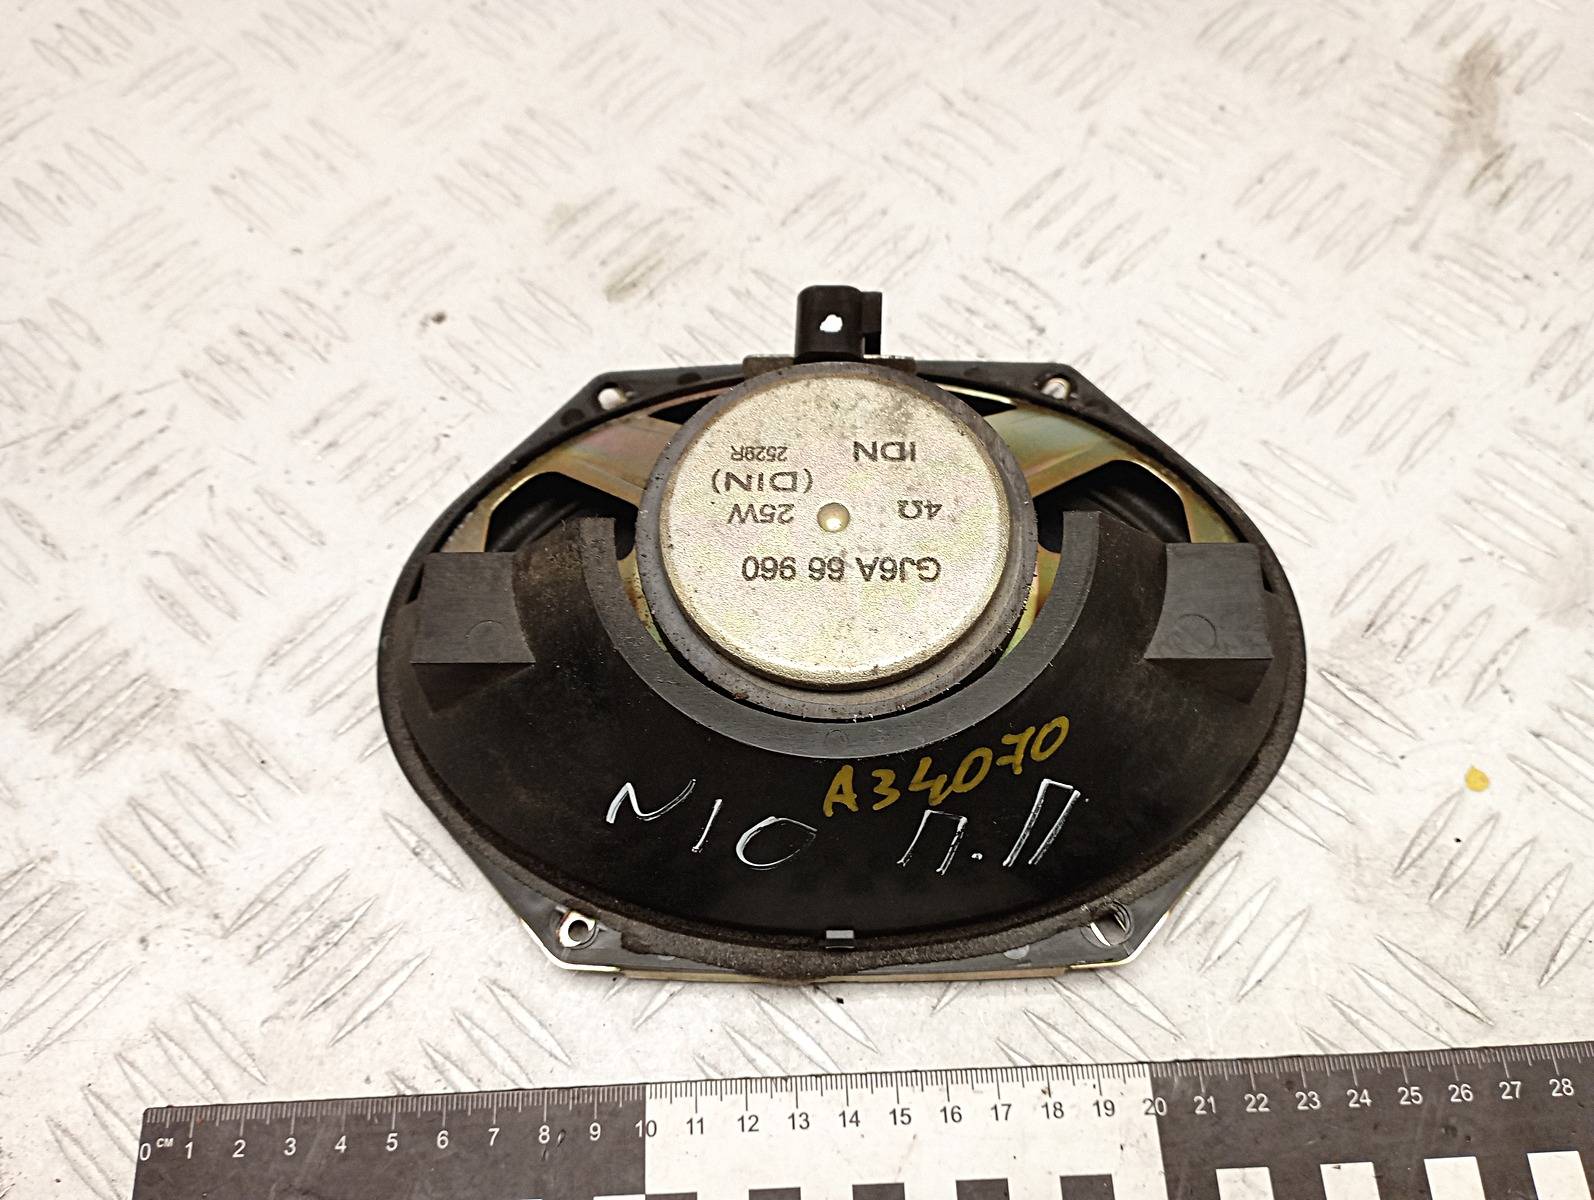 GJ6A 66 960
4Ω 25W
(DIN)
IDN 2529R
A34070
N10 П.П
0 CM 1 2 3 4 5 6 7 8 9 10 11 12 13 14 15 16 17 18 19 20 21 22 23 24 25 26 27 28